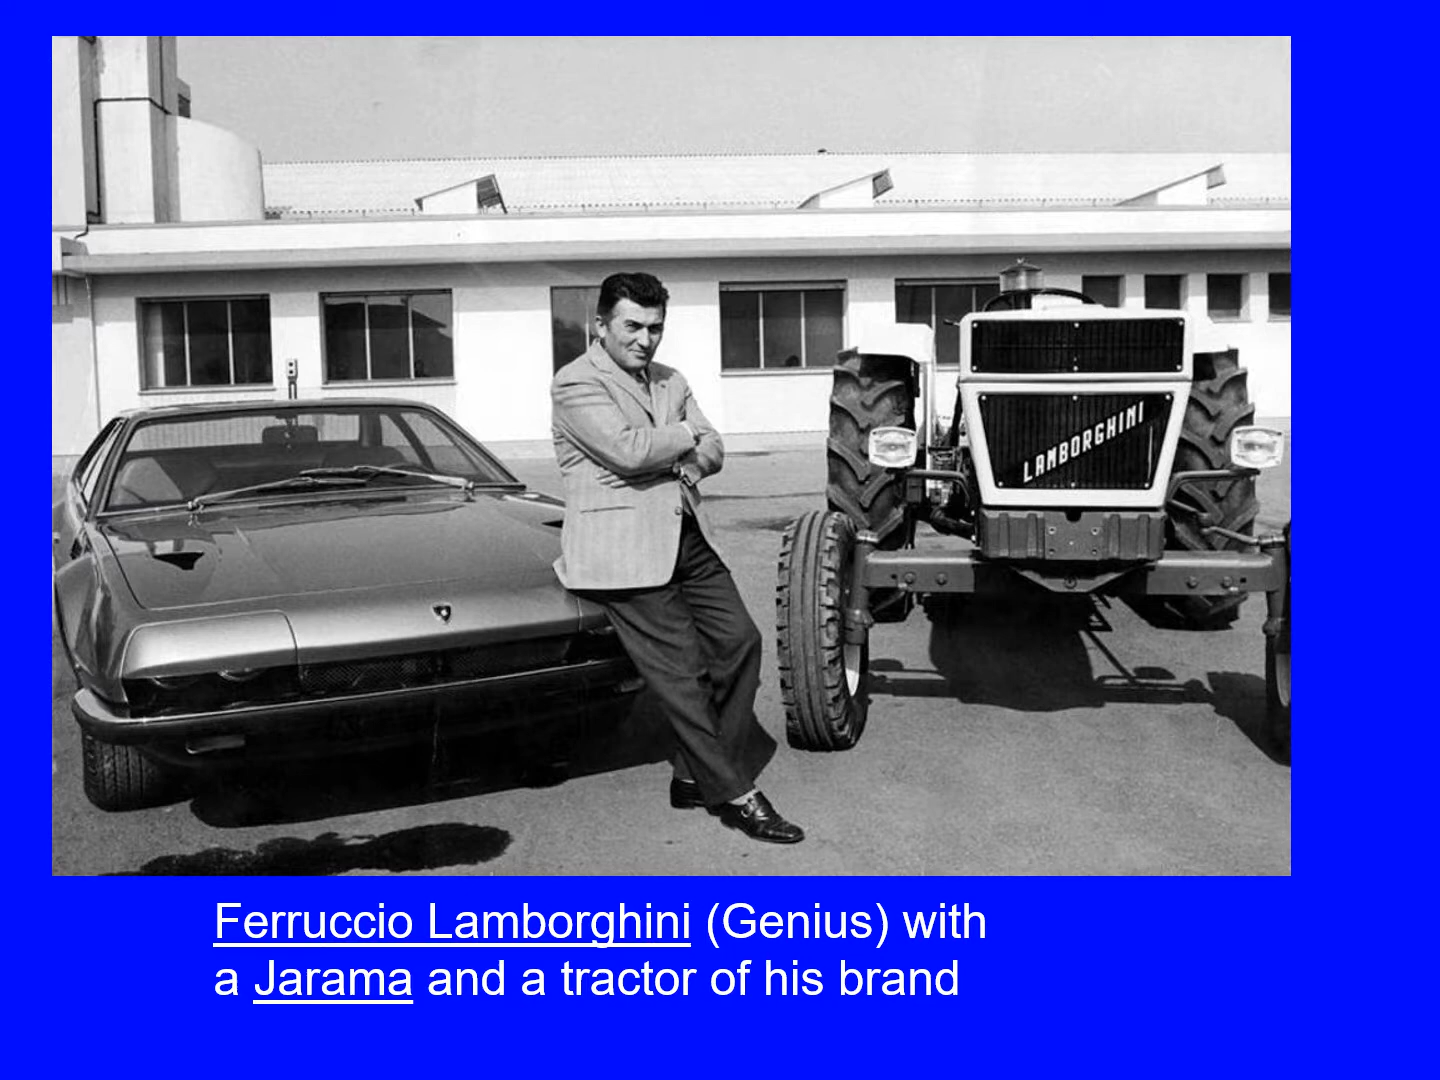 LAMBORGHINI
Ferruccio Lamborghini (Genius) with
a Jarama and a tractor of his brand